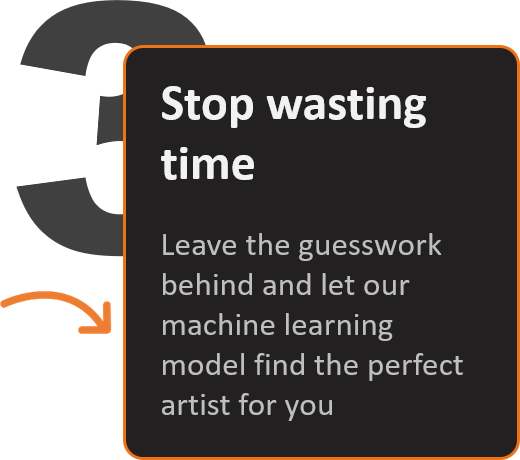 3
Stop wasting
time
Leave the guesswork
behind and let our
machine learning
model find the perfect
artist for you